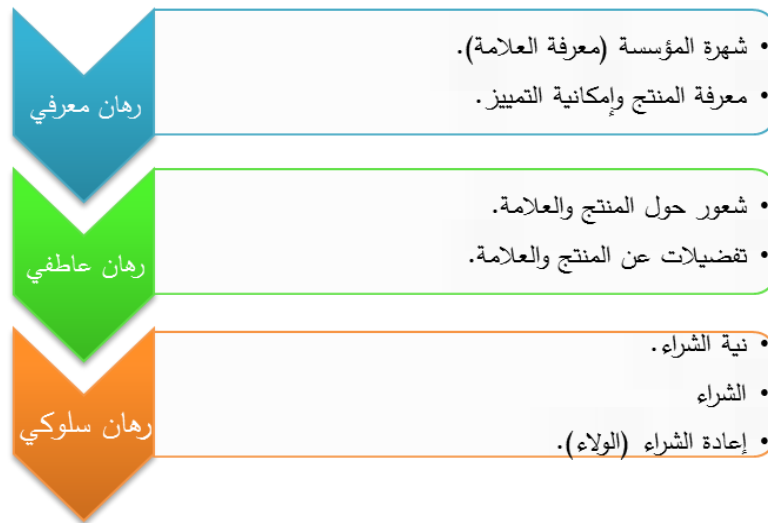 رهان معرفي
• شهرة المؤسسة (معرفة العلامة).
• معرفة المنتج وإمكانية التمييز.
رهان عاطفي
• شعور حول المنتج والعلامة.
• تفضيلات عن المنتج والعلامة.
رهان سلوكي
• نية الشراء.
• الشراء
• إعادة الشراء (الولاء).